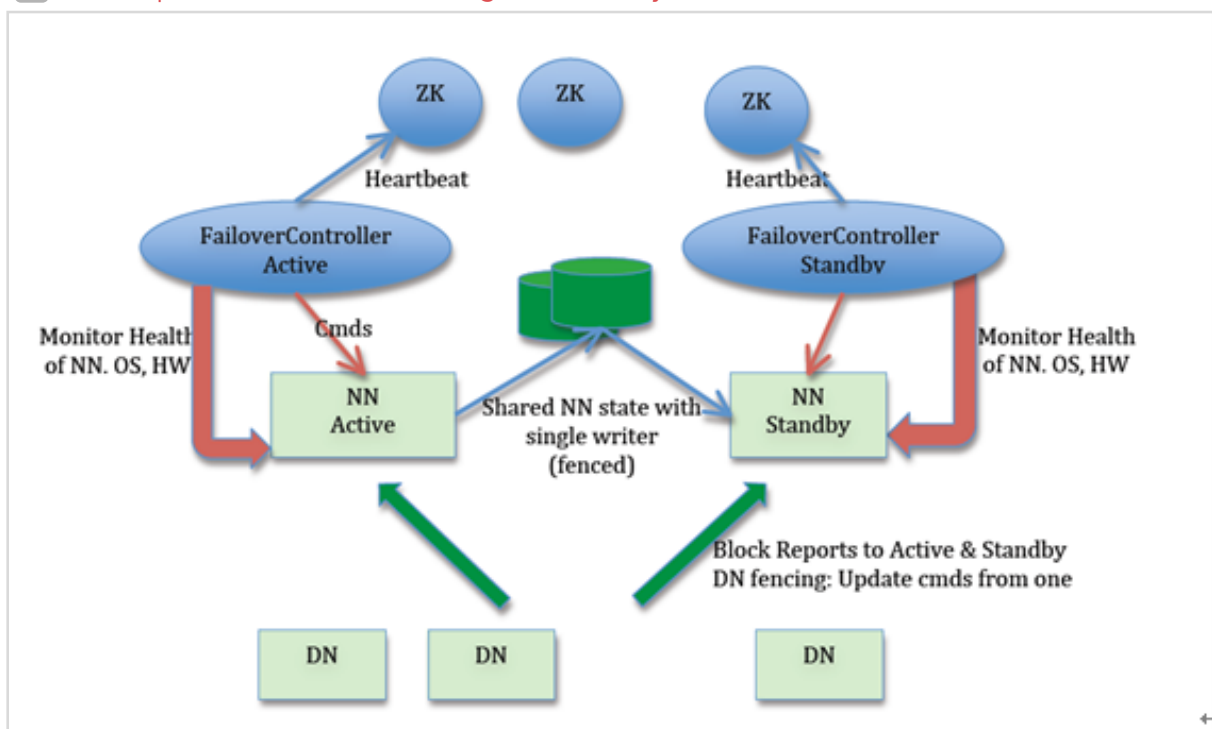 ZK
ZK
ZK
Heartbeat
Heartbeat
FailoverController
Active
FailoverController
Standby
Cmds
Monitor Health
of NN. OS, HW
Monitor Health
of NN. OS, HW
NN
Active
NN
Standby
Shared NN state with
single writer
(fenced)
Block Reports to Active & Standby
DN fencing: Update cmds from one
DN
DN
DN